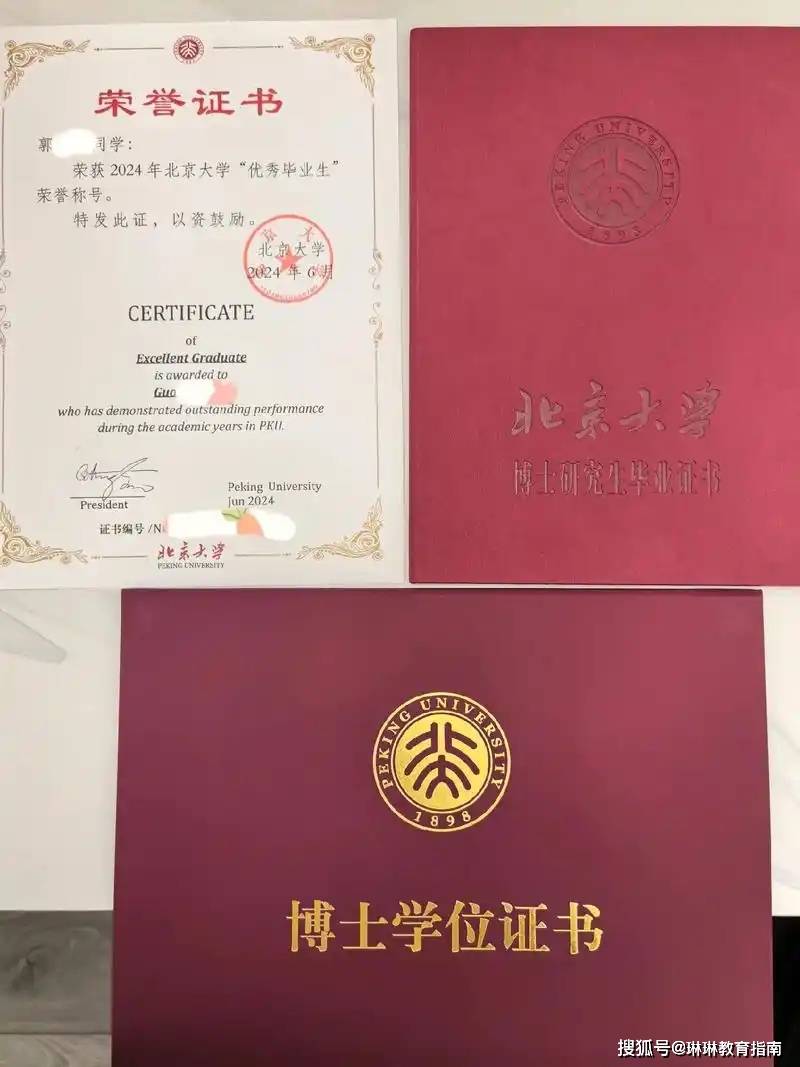 荣誉证书
郭 同学：
荣获 2024 年北京大学“优秀毕业生”
荣誉称号。
特发此证，以资鼓励。
北京大学
2024 年 6 月
CERTIFICATE
of
Excellent Graduate
is awarded to
Guo
who has demonstrated outstanding performance
during the academic years in PKU.
President
Peking University
Jun 2024
证书编号 /N
北京大学
PEKING UNIVERSITY
PEKING UNIVERSITY
1898
北京大学
博士研究生毕业证书
PEKING UNIVERSITY
1898
博士学位证书
搜狐号@琳琳教育指南